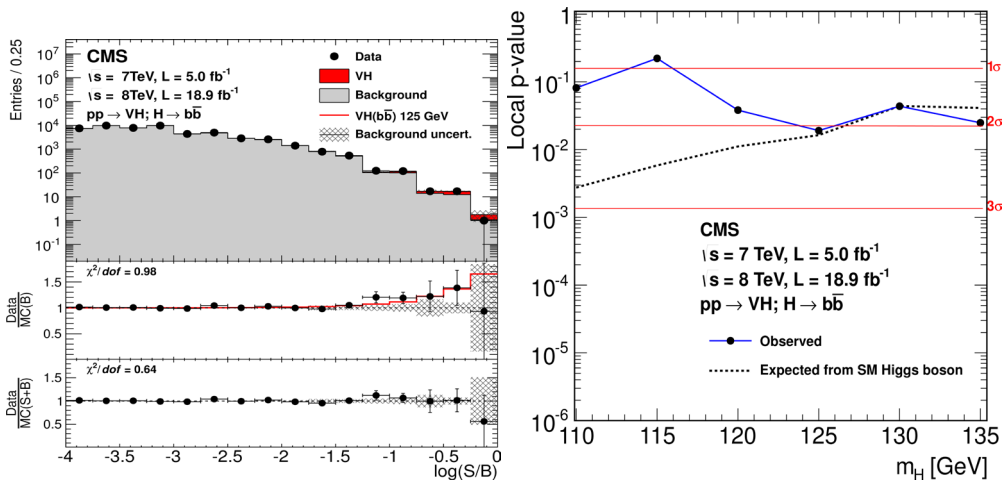 CMS
√s = 7TeV, L = 5.0 fb⁻¹
√s = 8TeV, L = 18.9 fb⁻¹
pp → VH; H → bb̅
Data
VH
Background
VH(bb̅) 125 GeV
Background uncert.
Entries / 0.25
10⁷
10⁶
10⁵
10⁴
10³
10²
10
1
10⁻¹
χ²/dof = 0.98
Data
MC(B)
1.5
1
0.5
χ²/dof = 0.64
Data
MC(S+B)
1.5
1
0.5
-4 -3.5 -3 -2.5 -2 -1.5 -1 -0.5 0
log(S/B)
Local p-value
1
10⁻¹
10⁻²
10⁻³
10⁻⁴
10⁻⁵
10⁻⁶
1σ
2σ
3σ
CMS
√s = 7 TeV, L = 5.0 fb⁻¹
√s = 8 TeV, L = 18.9 fb⁻¹
pp → VH; H → bb̅
Observed
Expected from SM Higgs boson
110 115 120 125 130 135
m_H [GeV]